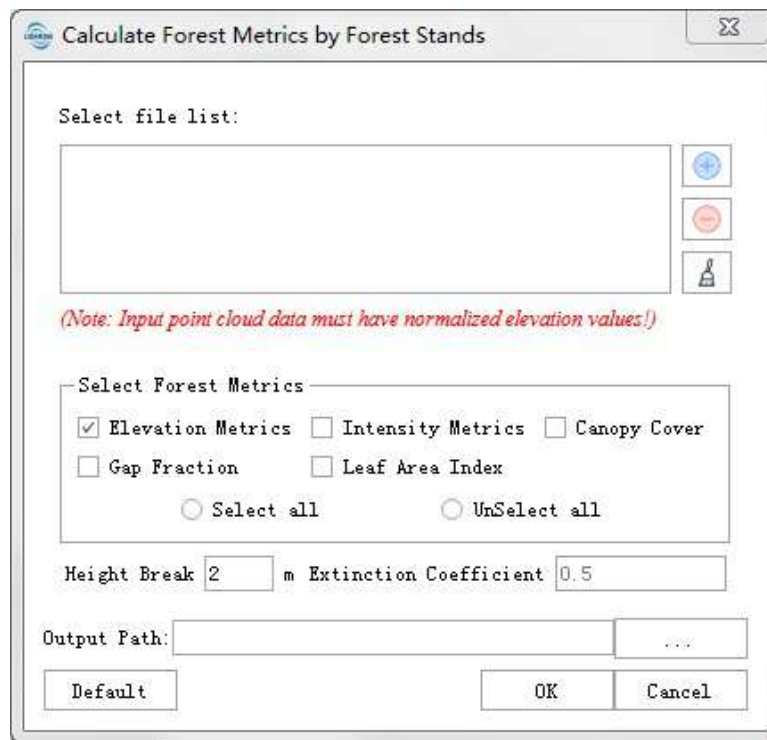 Calculate Forest Metrics by Forest Stands
Select file list:
(Note: Input point cloud data must have normalized elevation values!)
Select Forest Metrics
Elevation Metrics Intensity Metrics Canopy Cover
Gap Fraction Leaf Area Index
Select all UnSelect all
Height Break 2 m Extinction Coefficient 0.5
Output Path: ...
Default OK Cancel